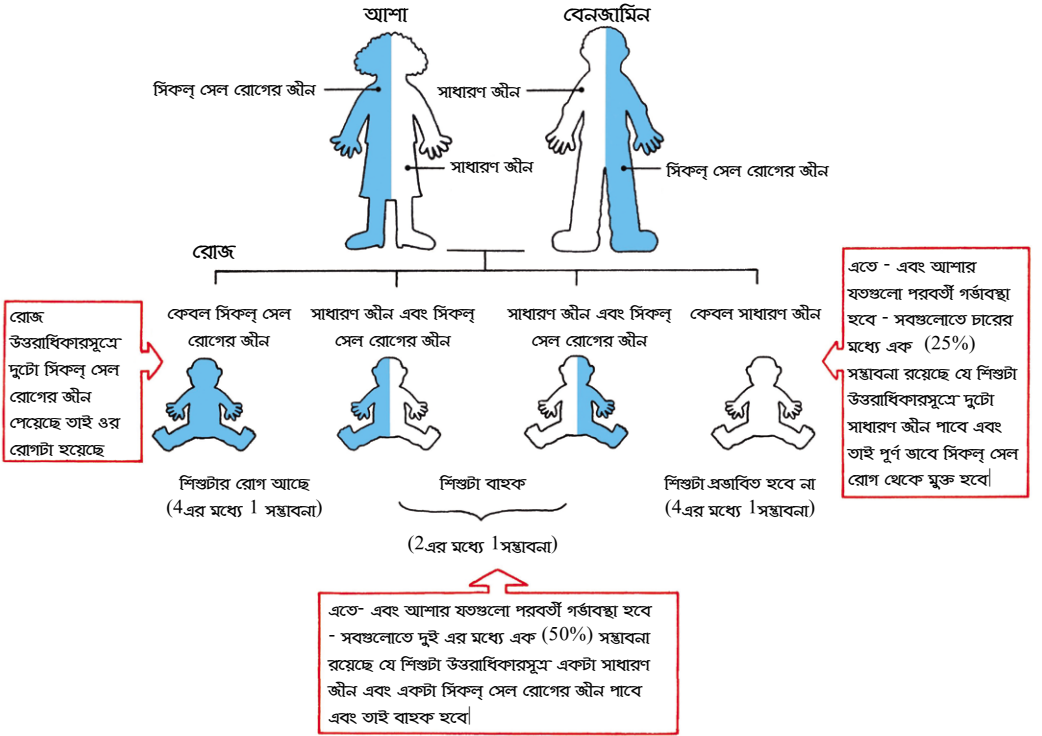 আশা
বেনজামিন
সিকল্ সেল রোগের জীন
সাধারণ জীন
সাধারণ জীন
সিকল্ সেল রোগের জীন
রোজ
কেবল সিকল্ সেল
রোগের জীন
সাধারণ জীন এবং সিকল্
সেল রোগের জীন
সাধারণ জীন এবং সিকল্
সেল রোগের জীন
কেবল সাধারণ জীন
রোজ
উত্তরাধিকারসূত্রে
দুটো সিকল্ সেল
রোগের জীন
পেয়েছে তাই ওর
রোগটা হয়েছে
এতে - এবং আশার
যতগুলো পরবর্তী গর্ভাবস্থা
হবে - সবগুলোতে চারের
মধ্যে এক (25%)
সম্ভাবনা রয়েছে যে শিশুটা
উত্তরাধিকারসূত্রে দুটো
সাধারণ জীন পাবে এবং
তাই পূর্ণ ভাবে সিকল্ সেল
রোগ থেকে মুক্ত হবে|
শিশুটার রোগ আছে
(4এর মধ্যে 1 সম্ভাবনা)
শিশুটা বাহক
(2এর মধ্যে 1সম্ভাবনা)
শিশুটা প্রভাবিত হবে না
(4এর মধ্যে 1সম্ভাবনা)
এতে- এবং আশার যতগুলো পরবর্তী গর্ভাবস্থা হবে
- সবগুলোতে দুই এর মধ্যে এক (50%) সম্ভাবনা
রয়েছে যে শিশুটা উত্তরাধিকারসূত্র একটা সাধারণ
জীন এবং একটা সিকল্ সেল রোগের জীন পাবে
এবং তাই বাহক হবে|